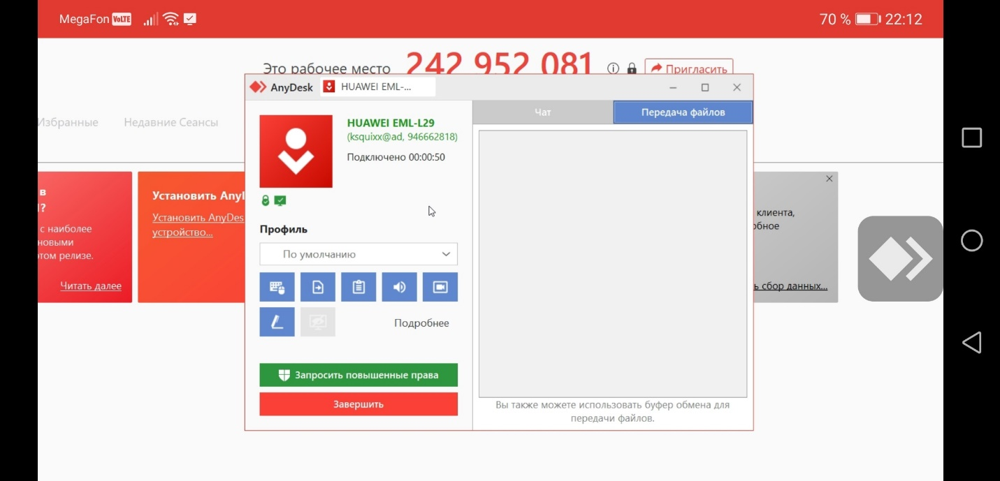 MegaFon VoLTE
70 % 22:12
Это рабочее место 242 952 081 Пригласить
AnyDesk HUAWEI EML-...
Избранные Недавние Сеансы
Чат Передача файлов
HUAWEI EML-L29
(ksquixx@ad, 946662818)
Подключено 00:00:50
в
?
с наиболее
новыми
том релизе.
Читать далее
Установить AnyD
Установить AnyDes
устройство...
Профиль
По умолчанию
Подробнее
Запросить повышенные права
Завершить
Вы также можете использовать буфер обмена для
передачи файлов.
клиента,
обное
ь сбор данных...